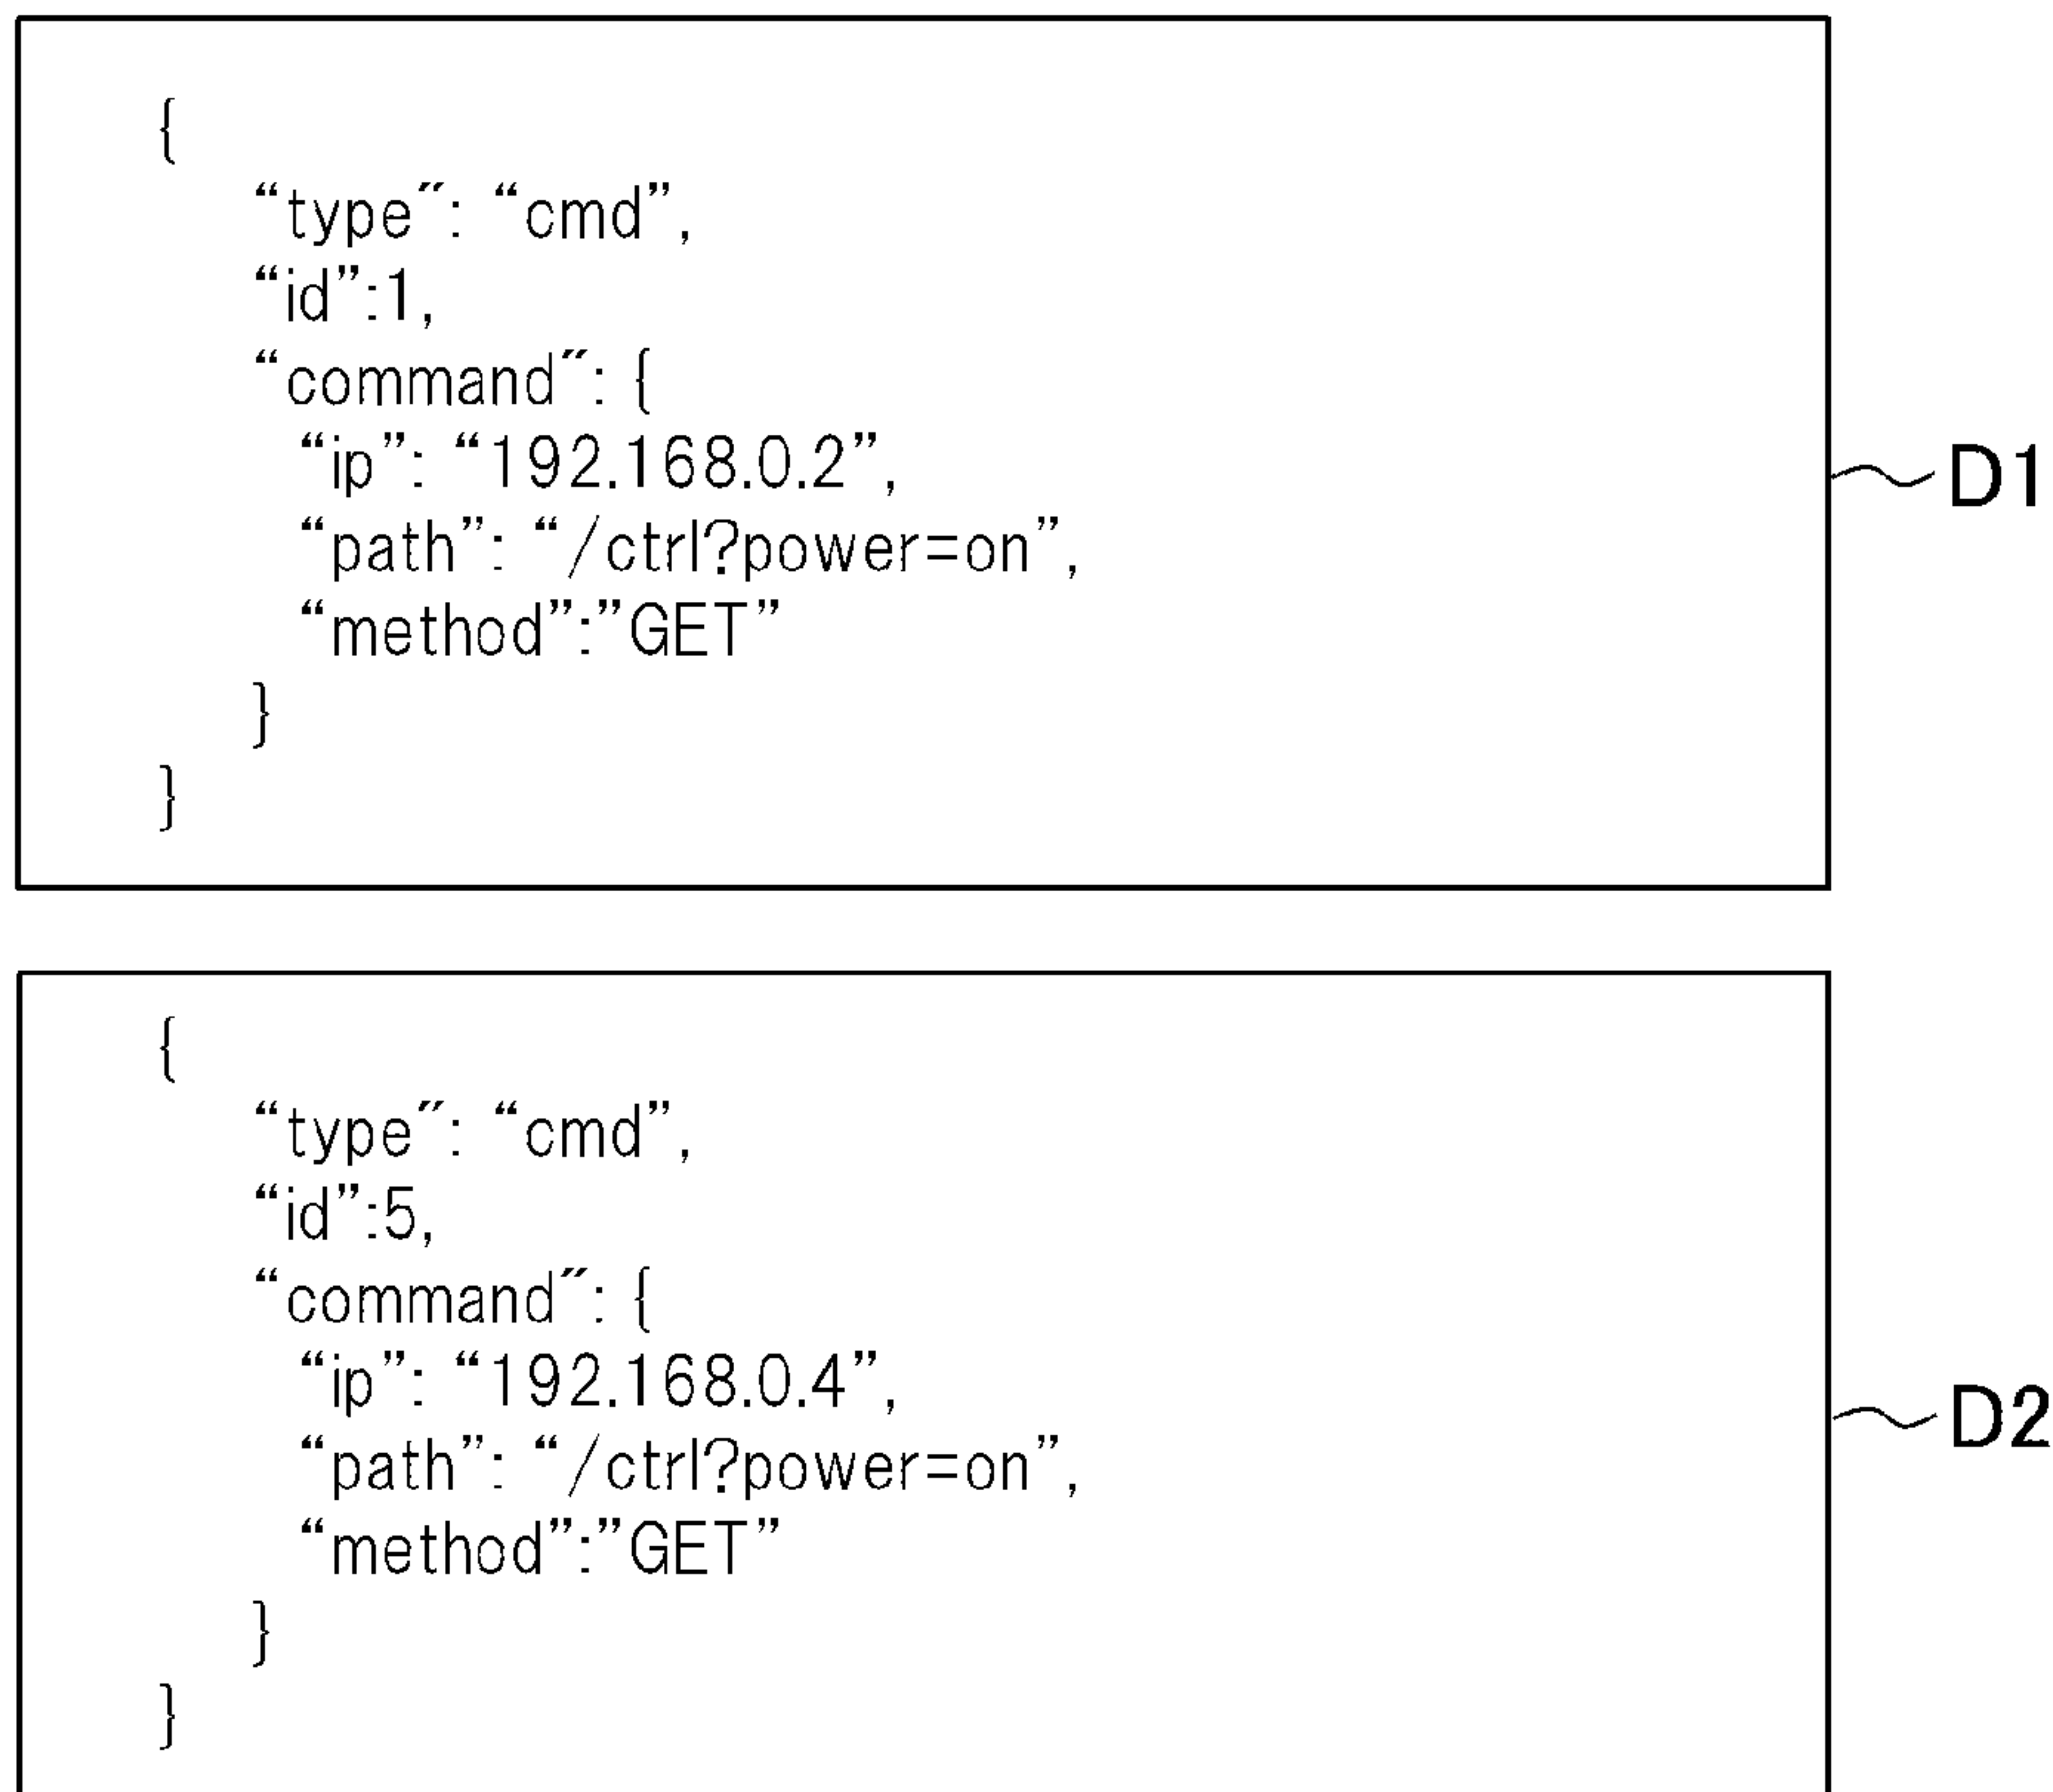 {
“type”: “cmd”,
“id”:1,
“command”: {
“ip”: “192.168.0.2”,
“path”: “/ctrl?power=on”,
“method”:”GET”
}
}
D1
{
“type”: “cmd”,
“id”:5,
“command”: {
“ip”: “192.168.0.4”,
“path”: “/ctrl?power=on”,
“method”:”GET”
}
}
D2